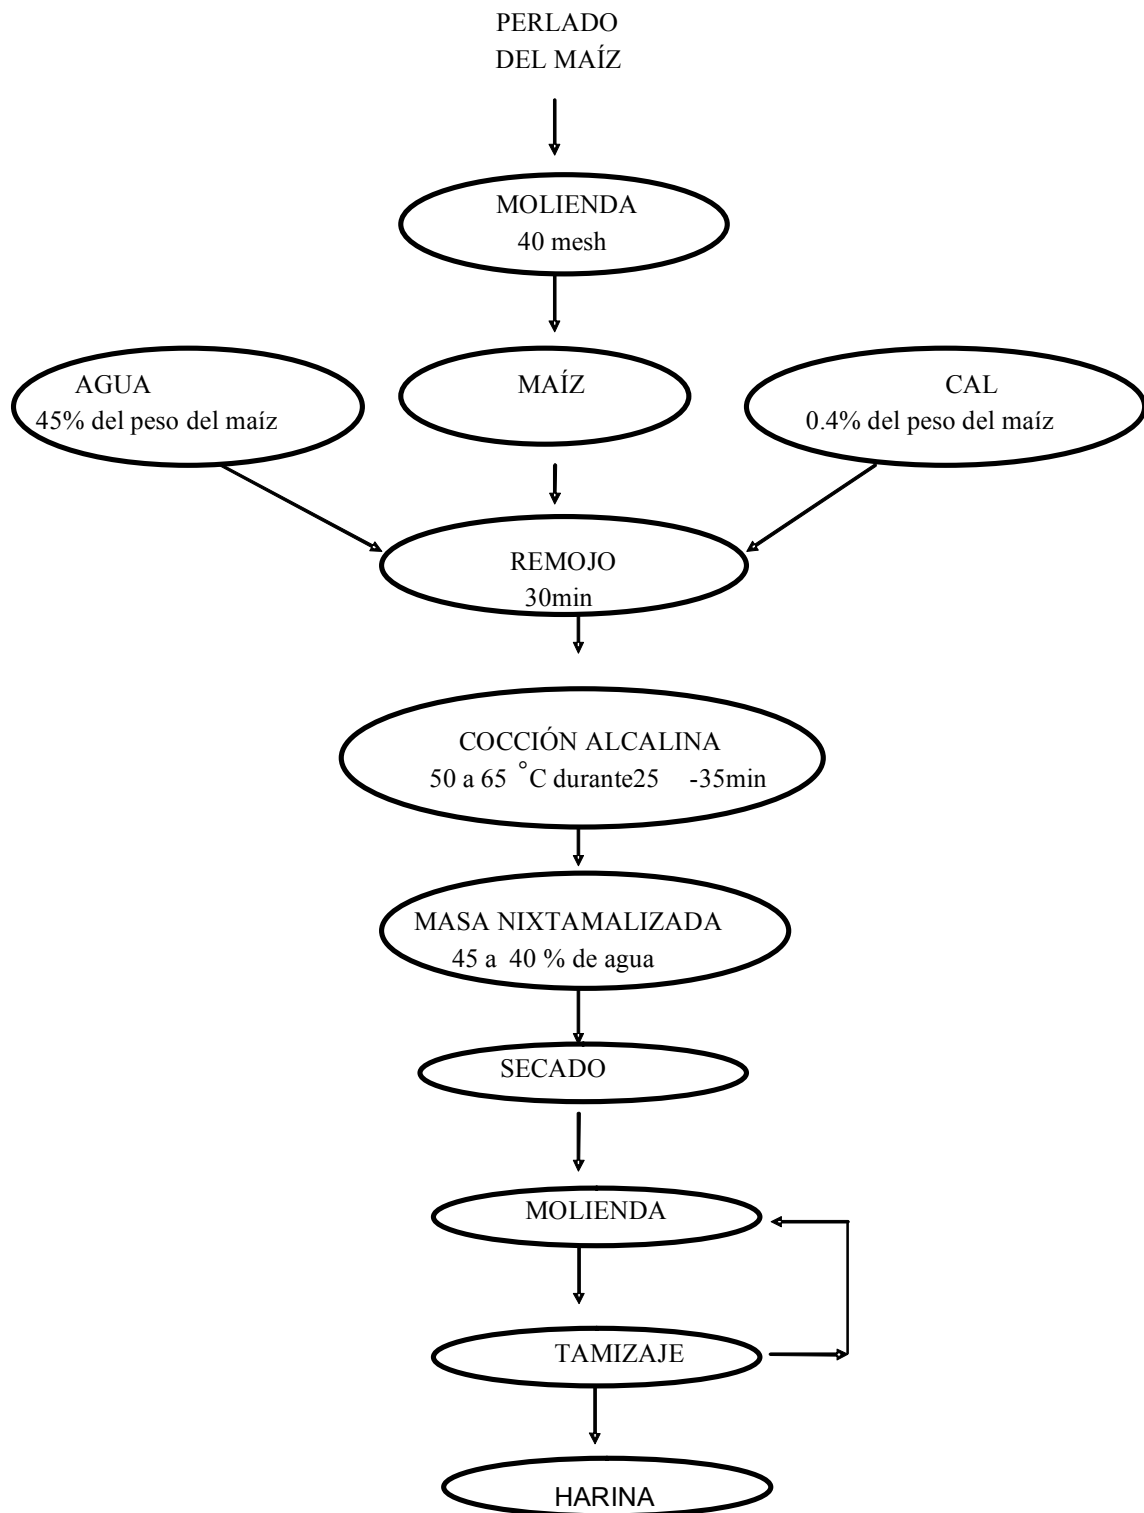 PERLADO
DEL MAÍZ
MOLIENDA
40 mesh
AGUA
45% del peso del maíz
MAÍZ
CAL
0.4% del peso del maíz
REMOJO
30min
COCCIÓN ALCALINA
50 a 65 °C durante25 -35min
MASA NIXTAMALIZADA
45 a 40 % de agua
SECADO
MOLIENDA
TAMIZAJE
HARINA